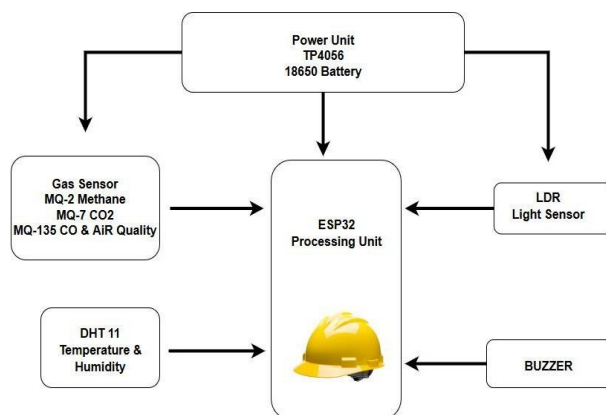 Power Unit
TP4056
18650 Battery
Gas Sensor
MQ-2 Methane
MQ-7 CO2
MQ-135 CO & AiR Quality
ESP32
Processing Unit
LDR
Light Sensor
DHT 11
Temperature &
Humidity
BUZZER